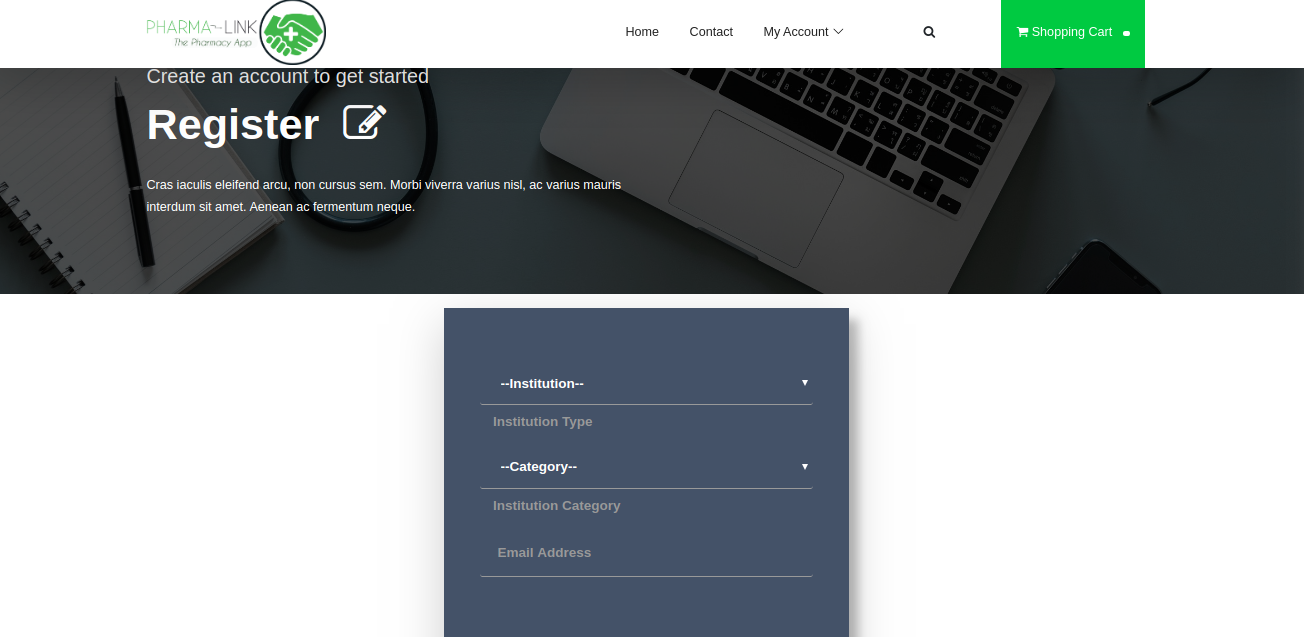 PHARMA-LINK
The Pharmacy App
Home
Contact
My Account
Shopping Cart
Create an account to get started
Register
Cras iaculis eleifend arcu, non cursus sem. Morbi viverra varius nisl, ac varius mauris
interdum sit amet. Aenean ac fermentum neque.
--Institution--
Institution Type
--Category--
Institution Category
Email Address